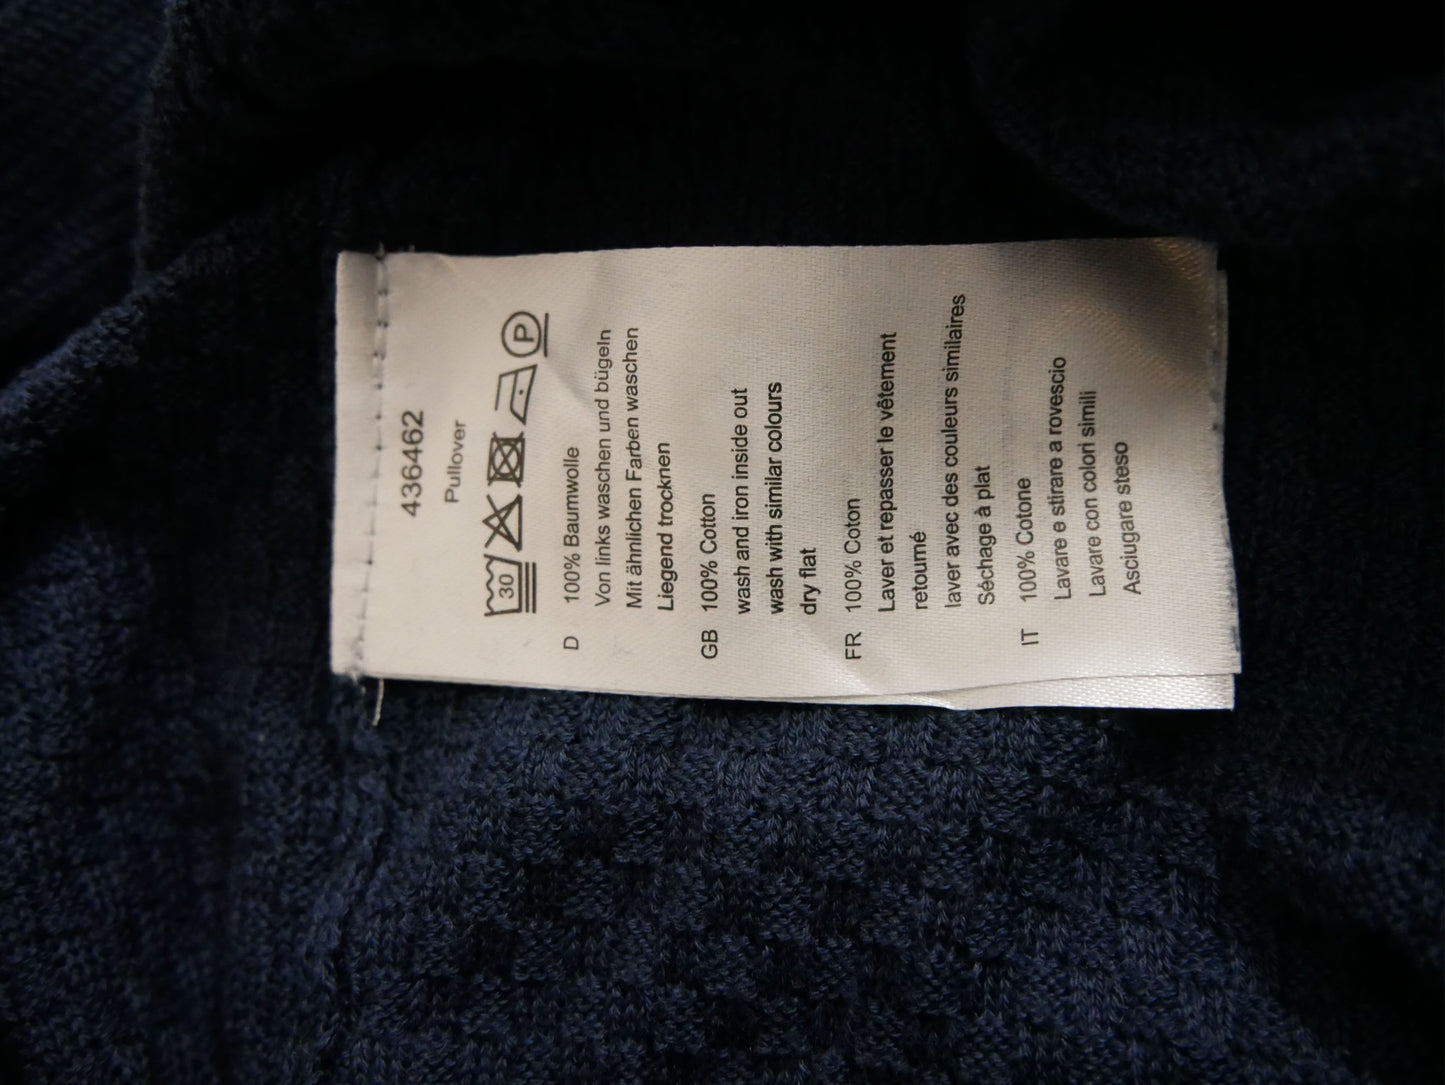 436462
Pullover
30 P
D 100% Baumwolle
Von links waschen und bügeln
Mit ähnlichen Farben waschen
Liegend trocknen
GB 100% Cotton
wash and iron inside out
wash with similar colours
dry flat
FR 100% Coton
Laver et repasser le vêtement
retourné
laver avec des couleurs similaires
Séchage à plat
IT 100% Cotone
Lavare e stirare a rovescio
Lavare con colori simili
Asciugare steso